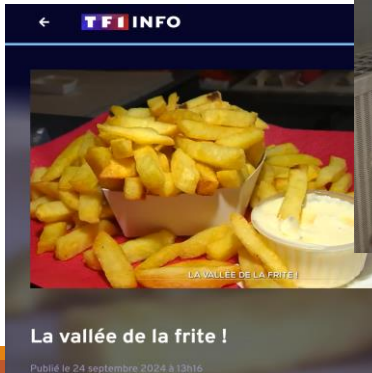 TF1 INFO
LA VALLÉE DE LA FRITE !
La vallée de la frite !
Publié le 24 septembre 2024 à 13h16